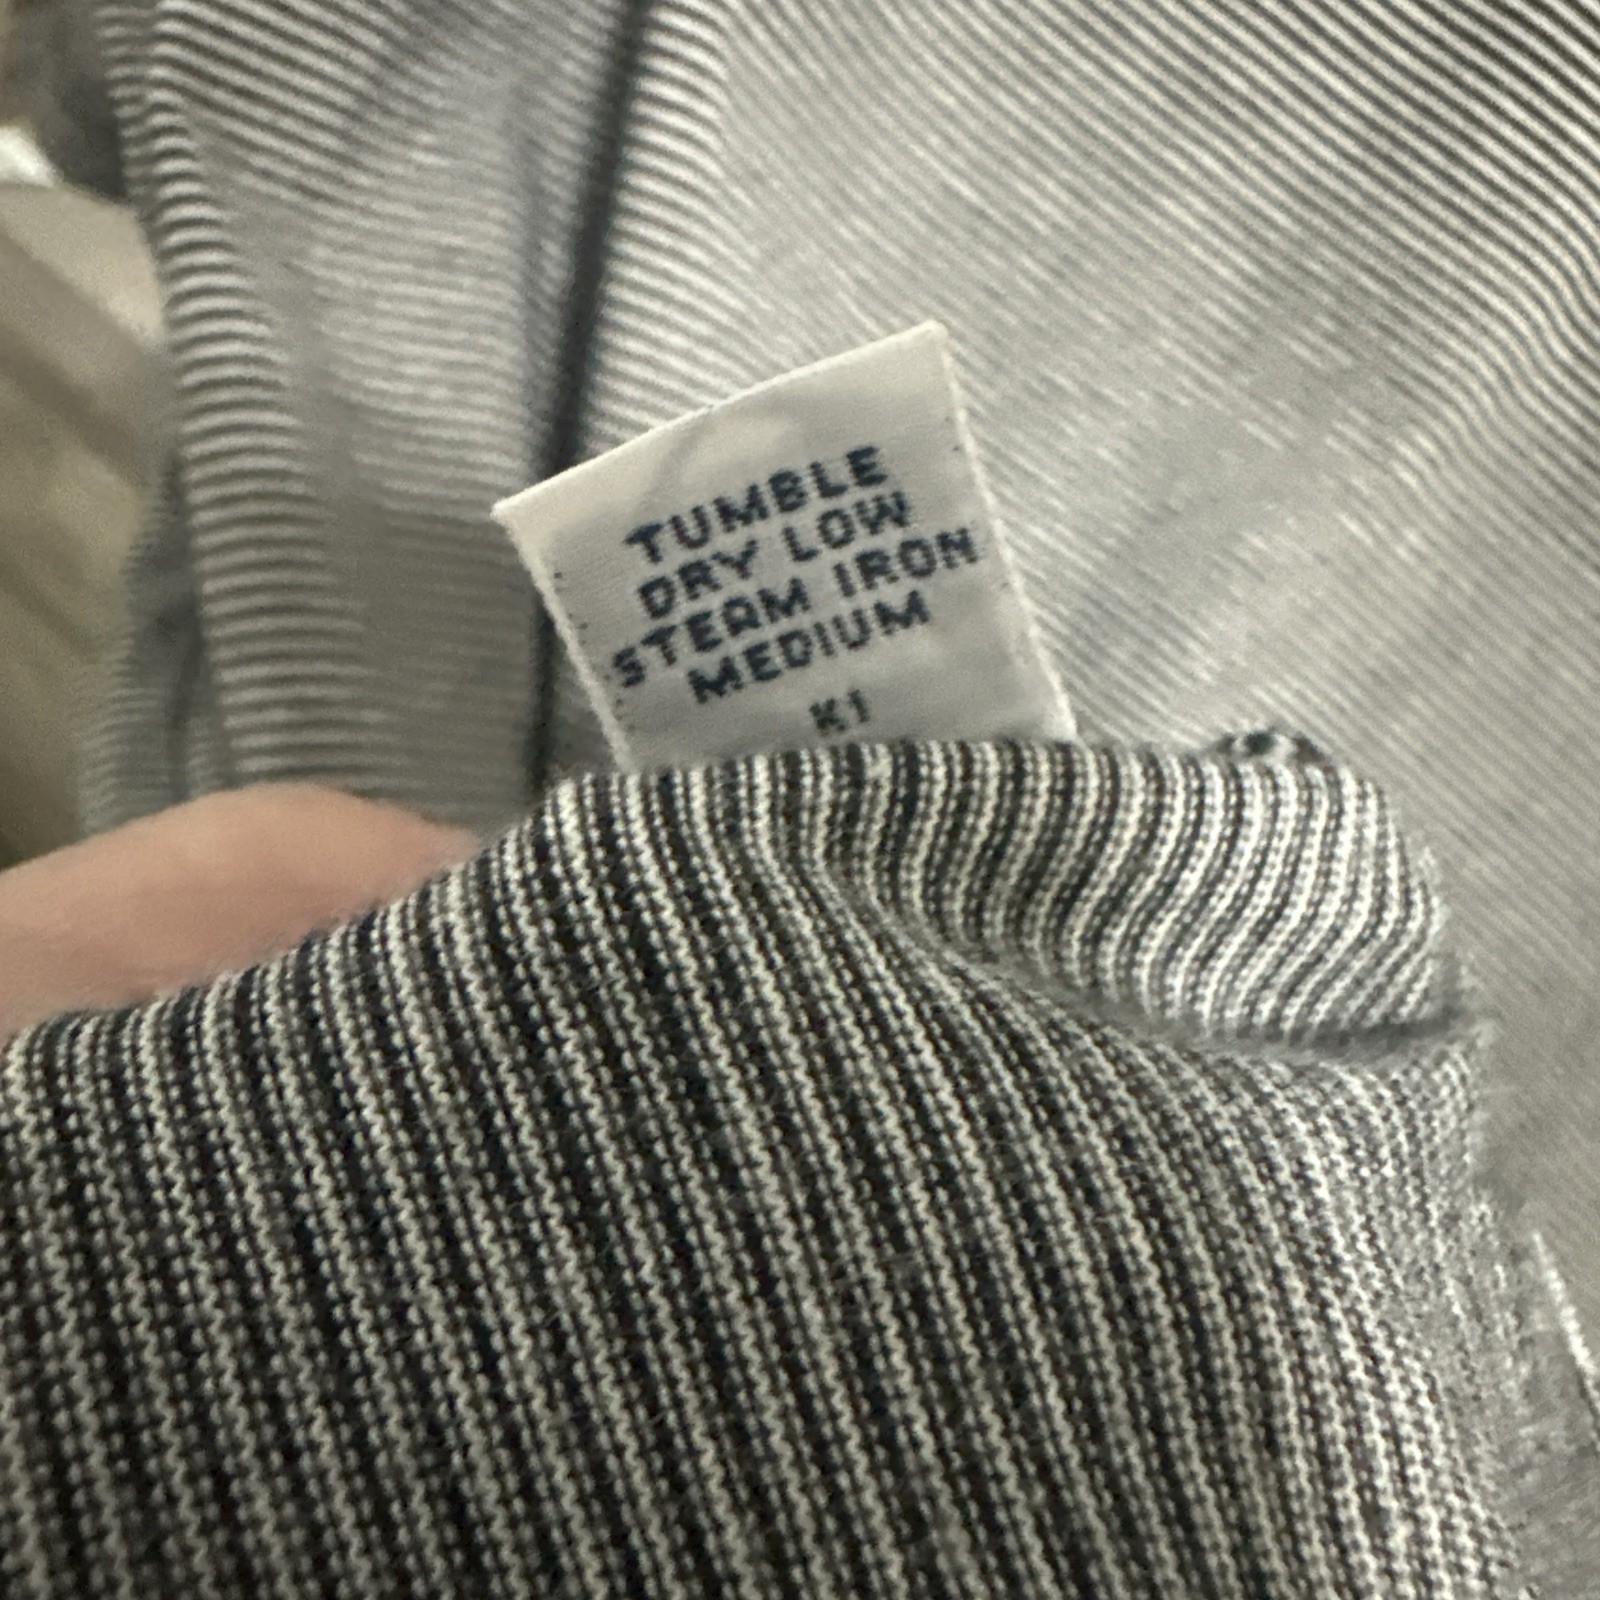 TUMBLE
DRY LOW
STEAM IRON
MEDIUM
K1